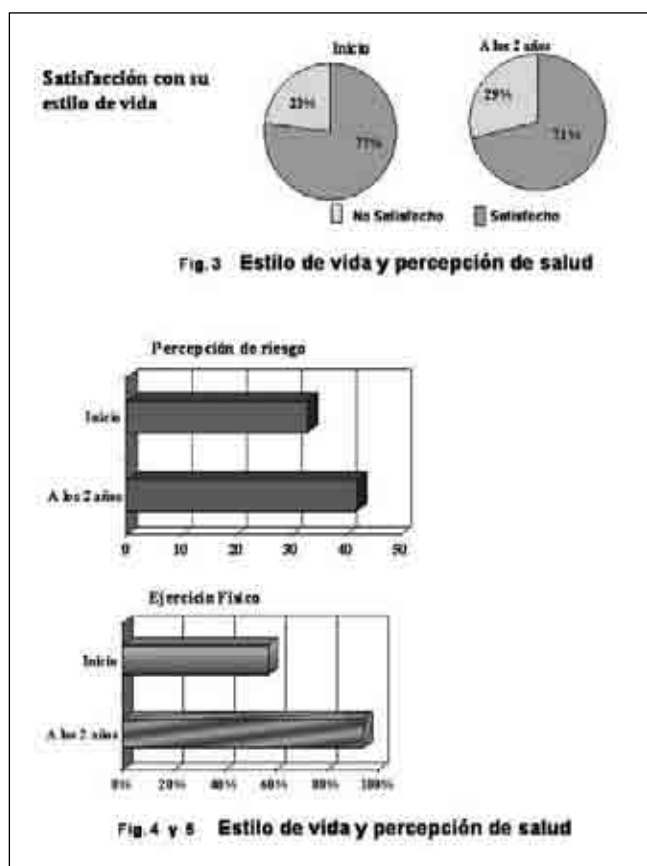 Inicio
A los 2 años
Satisfacción con su
estilo de vida
23%
77%
29%
71%
No Satisfecho
Satisfecho
Fig. 3 Estilo de vida y percepción de salud
Percepción de riesgo
Inicio
A los 2 años
0 10 20 30 40 50
Ejercicio Físico
Inicio
A los 2 años
0% 20% 40% 60% 80% 100%
Fig. 4 y 5 Estilo de vida y percepción de salud